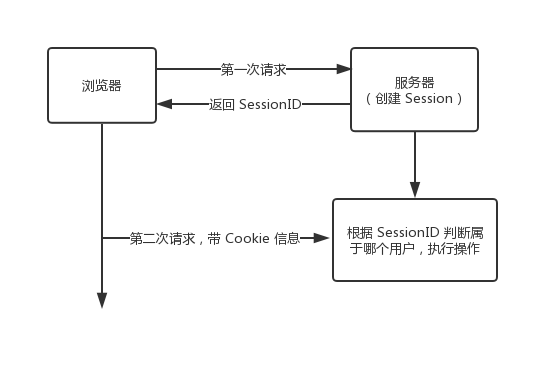 浏览器
第一次请求
服务器
（ 创建 Session ）
返回 SessionID
第二次请求，带 Cookie 信息
根据 SessionID 判断属
于哪个用户，执行操作